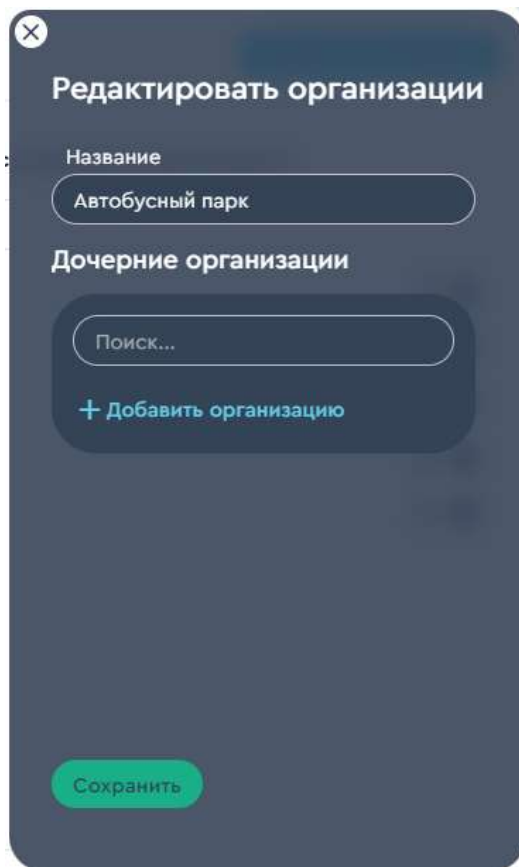 Редактировать организации
Название
Автобусный парк
Дочерние организации
Поиск...
+ Добавить организацию
Сохранить